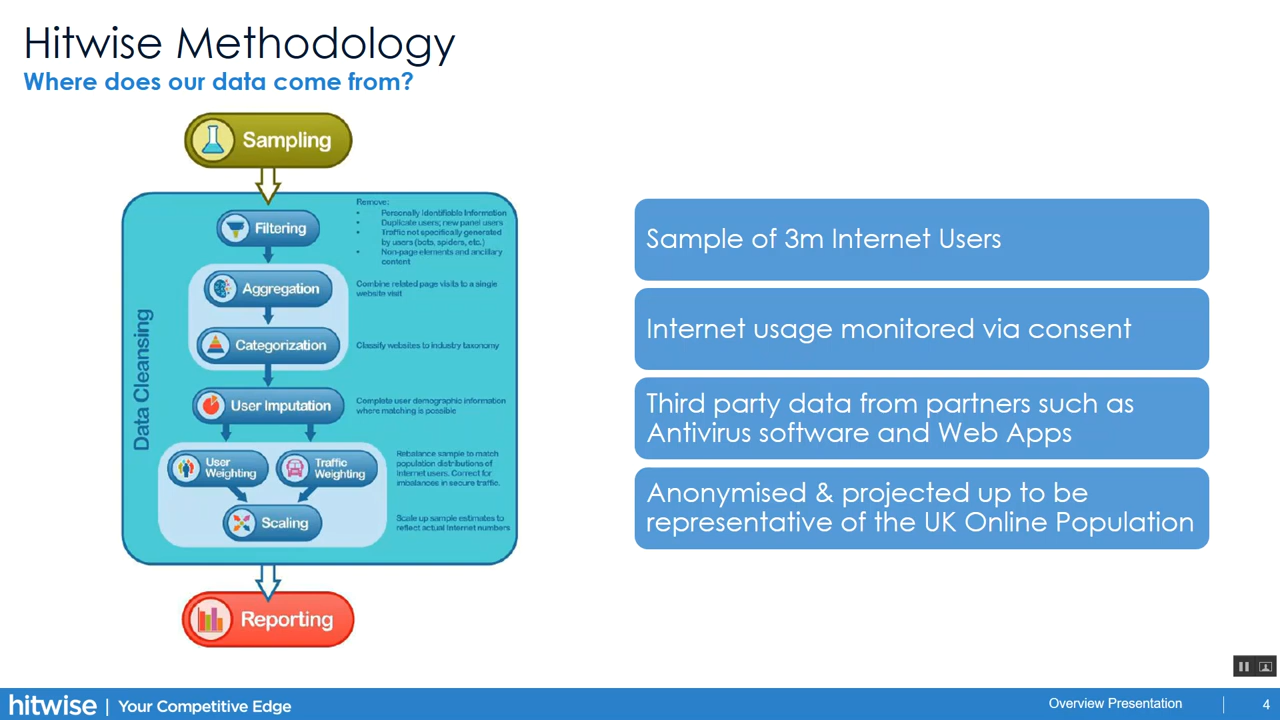 Hitwise Methodology
Where does our data come from?
Sampling
Data Cleansing
Filtering
Remove:
• Personally Identifiable Information
• Duplicate users; new panel users
• Traffic not specifically generated
by users (bots, spiders, etc.)
• Non-page elements and ancillary
content
Aggregation
Combine related page visits to a single
website visit
Categorization
Classify websites to industry taxonomy
User Imputation
Complete user demographic information
where matching is possible
User
Weighting
Traffic
Weighting
Rebalance sample to match
population distributions of
Internet users. Correct for
imbalances in secure traffic.
Scaling
Scale up sample estimates to
reflect actual Internet numbers
Reporting
Sample of 3m Internet Users
Internet usage monitored via consent
Third party data from partners such as
Antivirus software and Web Apps
Anonymised & projected up to be
representative of the UK Online Population
hitwise | Your Competitive Edge
Overview Presentation
4